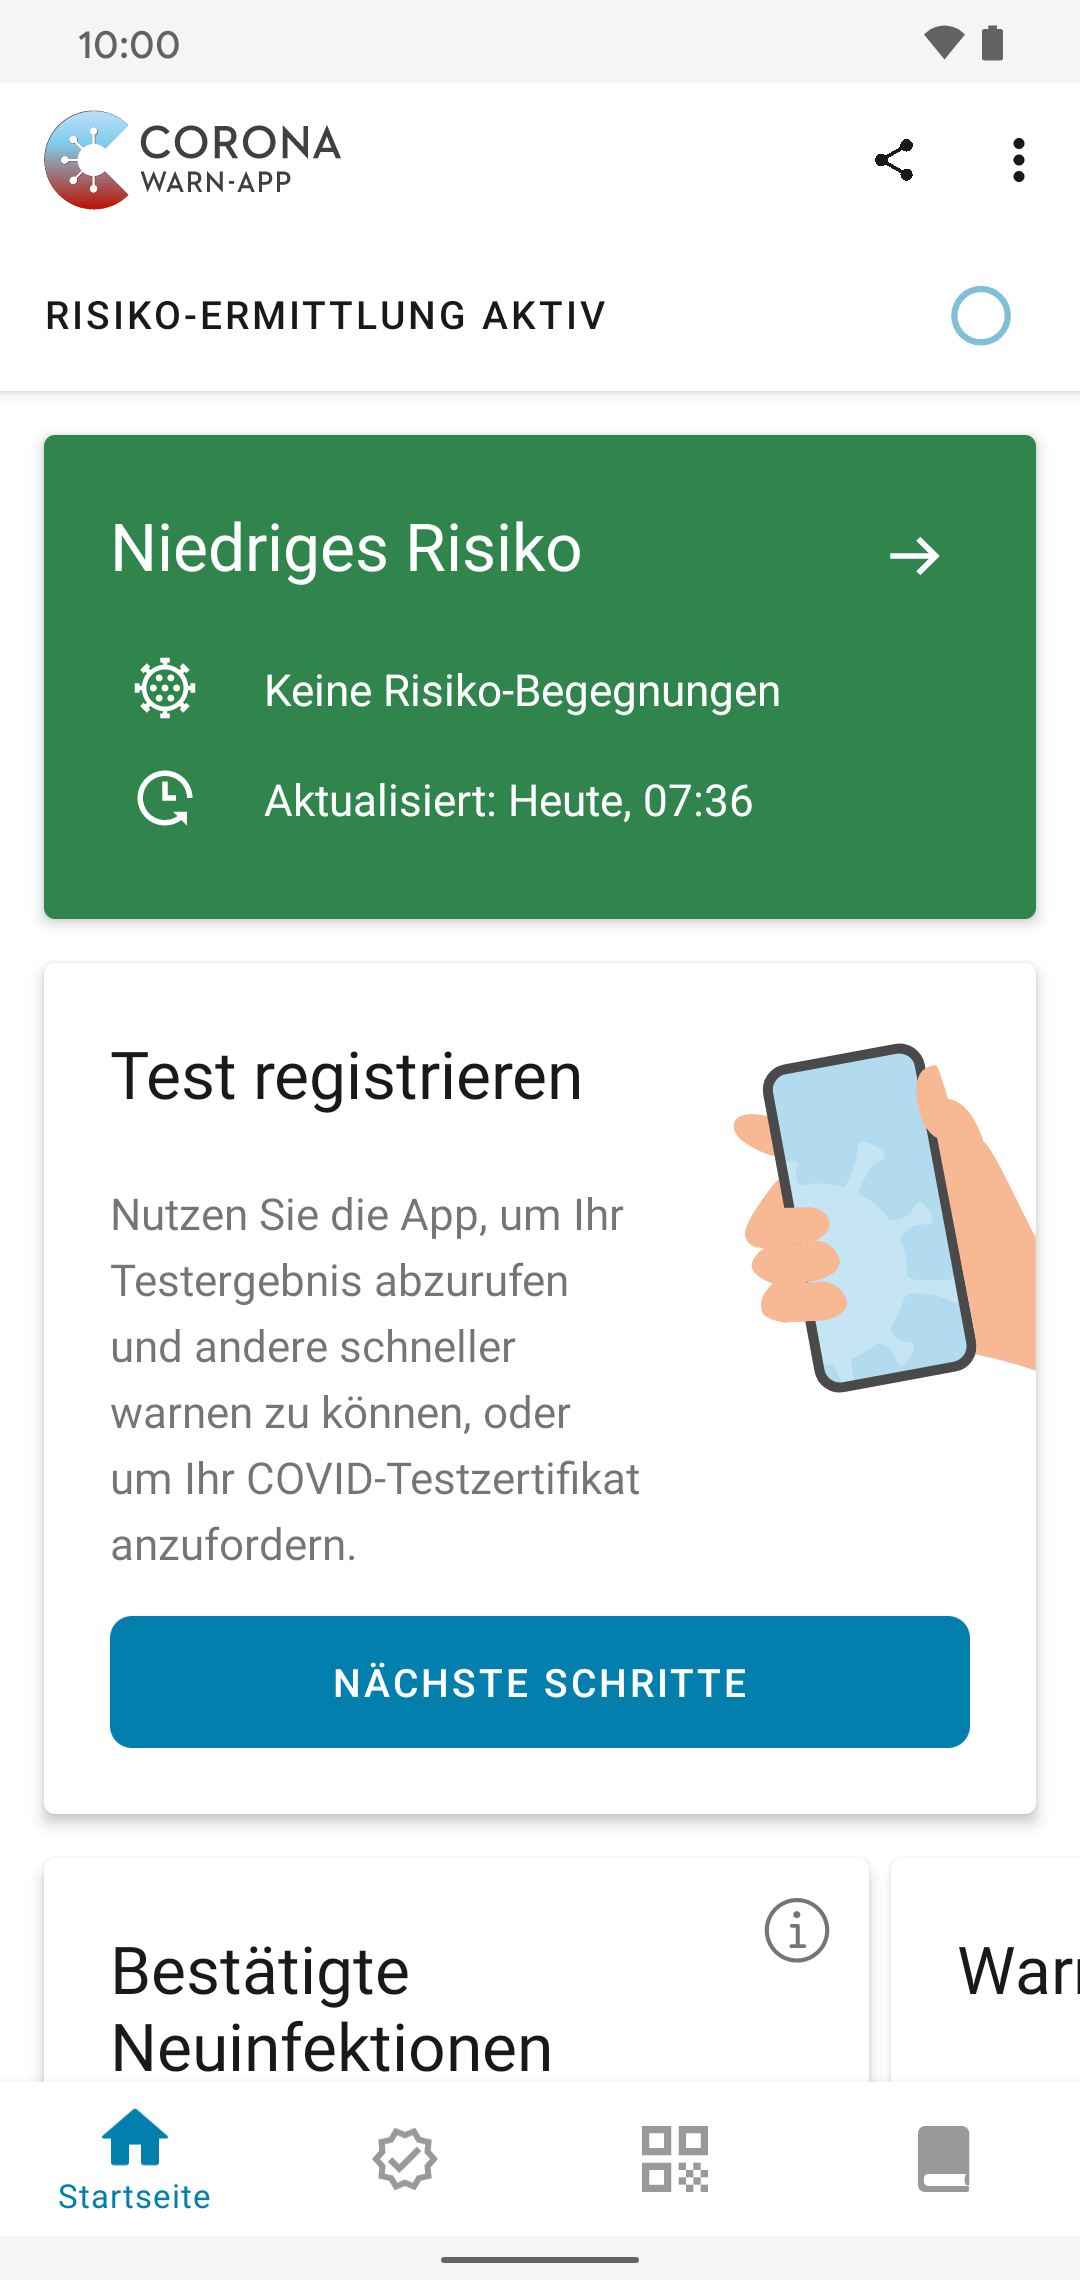 10:00
CORONA
WARN-APP
RISIKO-ERMITTLUNG AKTIV
Niedriges Risiko
Keine Risiko-Begegnungen
Aktualisiert: Heute, 07:36
Test registrieren
Nutzen Sie die App, um Ihr
Testergebnis abzurufen
und andere schneller
warnen zu können, oder
um Ihr COVID-Testzertifikat
anzufordern.
NÄCHSTE SCHRITTE
Bestätigte
Neuinfektionen
Startseite